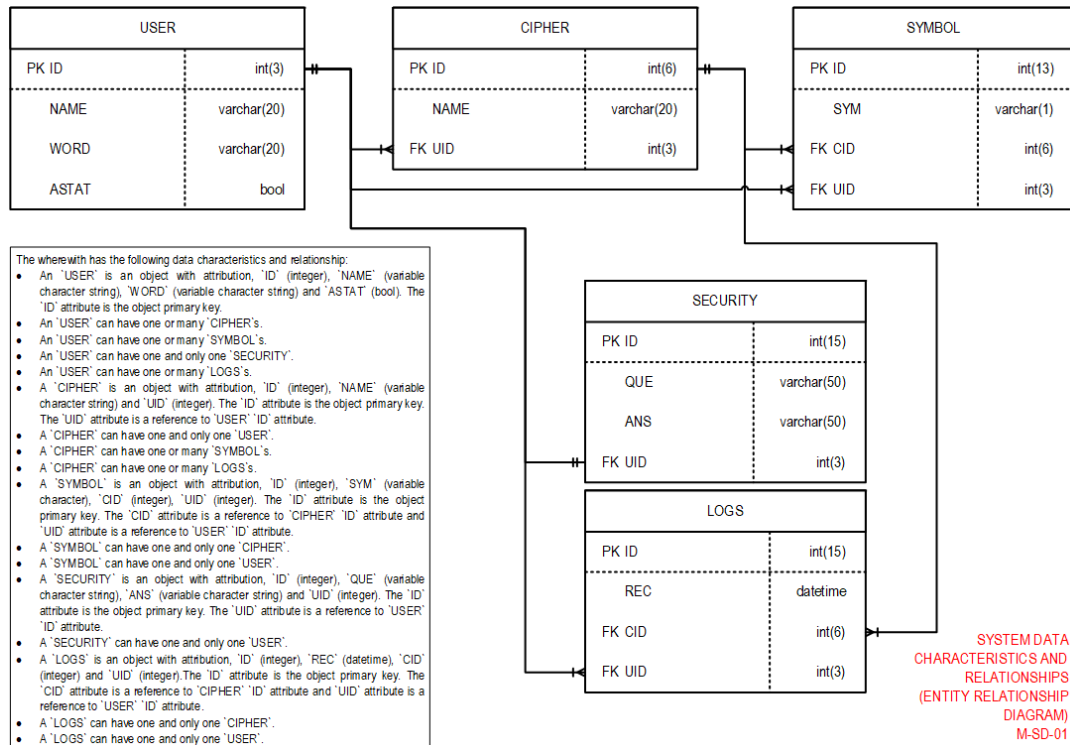 USER
PK ID int(3)
NAME varchar(20)
WORD varchar(20)
ASTAT bool
CIPHER
PK ID int(6)
NAME varchar(20)
FK UID int(3)
SYMBOL
PK ID int(13)
SYM varchar(1)
FK CID int(6)
FK UID int(3)
The wherewith has the following data characteristics and relationship:
• An `USER` is an object with attribution, `ID` (integer), `NAME` (variable
character string), `WORD` (variable character string) and `ASTAT` (bool). The
`ID` attribute is the object primary key.
• An `USER` can have one or many `CIPHER`s.
• An `USER` can have one or many `SYMBOL`s.
• An `USER` can have one and only one `SECURITY`.
• An `USER` can have one or many `LOGS`s.
• A `CIPHER` is an object with attribution, `ID` (integer), `NAME` (variable
character string) and `UID` (integer). The `ID` attribute is the object primary key.
The `UID` attribute is a reference to `USER` `ID` attribute.
• A `CIPHER` can have one and only one `USER`.
• A `CIPHER` can have one or many `SYMBOL`s.
• A `CIPHER` can have one or many `LOGS`s.
• A `SYMBOL` is an object with attribution, `ID` (integer), `SYM` (variable
character), `CID` (integer), `UID` (integer). The `ID` attribute is the object
primary key. The `CID` attribute is a reference to `CIPHER` `ID` attribute and
`UID` attribute is a reference to `USER` `ID` attribute.
• A `SYMBOL` can have one and only one `CIPHER`.
• A `SYMBOL` can have one and only one `USER`.
• A `SECURITY` is an object with attribution, `ID` (integer), `QUE` (variable
character string), `ANS` (variable character string) and `UID` (integer). The `ID`
attribute is the object primary key. The `UID` attribute is a reference to `USER`
`ID` attribute.
• A `SECURITY` can have one and only one `USER`.
• A `LOGS` is an object with attribution, `ID` (integer), `REC` (datetime), `CID`
(integer) and `UID` (integer).The `ID` attribute is the object primary key. The
`CID` attribute is a reference to `CIPHER` `ID` attribute and `UID` attribute is a
reference to `USER` `ID` attribute.
• A `LOGS` can have one and only one `CIPHER`.
• A `LOGS` can have one and only one `USER`.
SECURITY
PK ID int(15)
QUE varchar(50)
ANS varchar(50)
FK UID int(3)
LOGS
PK ID int(15)
REC datetime
FK CID int(6)
FK UID int(3)
SYSTEM DATA
CHARACTERISTICS AND
RELATIONSHIPS
(ENTITY RELATIONSHIP
DIAGRAM)
M-SD-01